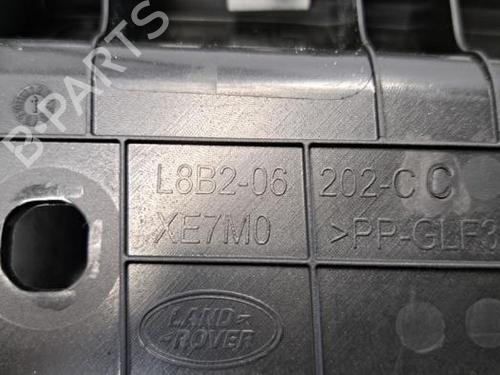 B-PARTS
L8B2-06 202-C C
XE7M0 >PP-GLF3
LAND-
-ROVER